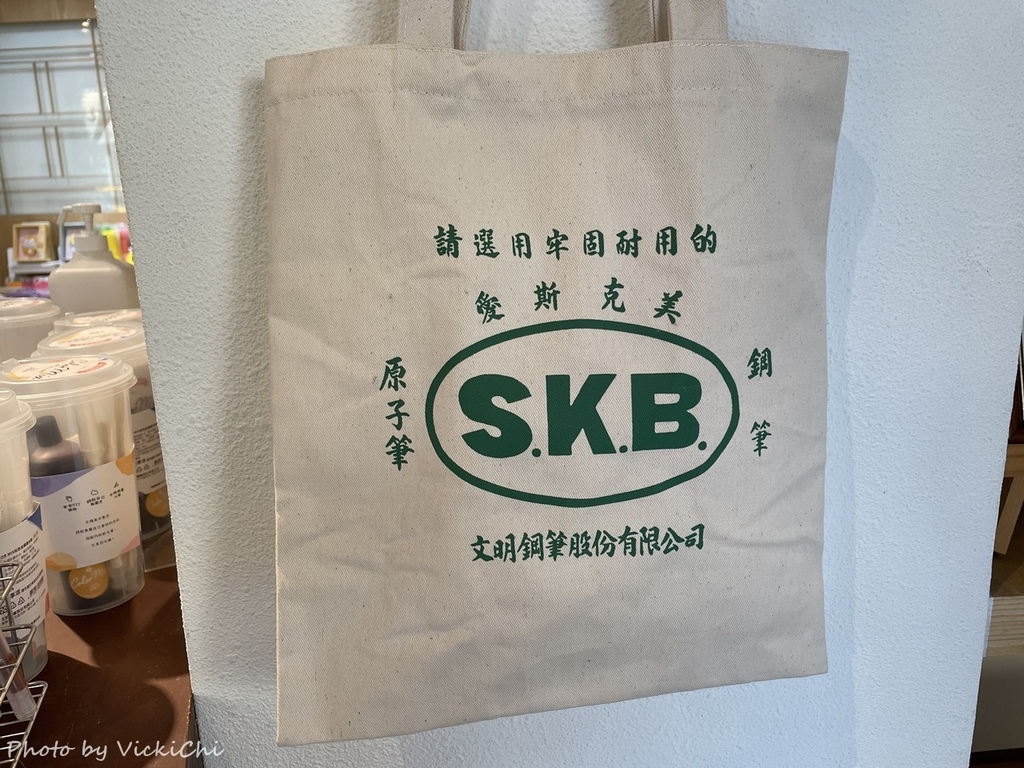 請選用牢固耐用的
愛斯克美
原子筆
S.K.B.
鋼筆
文明鋼筆股份有限公司
Photo by VickiChi